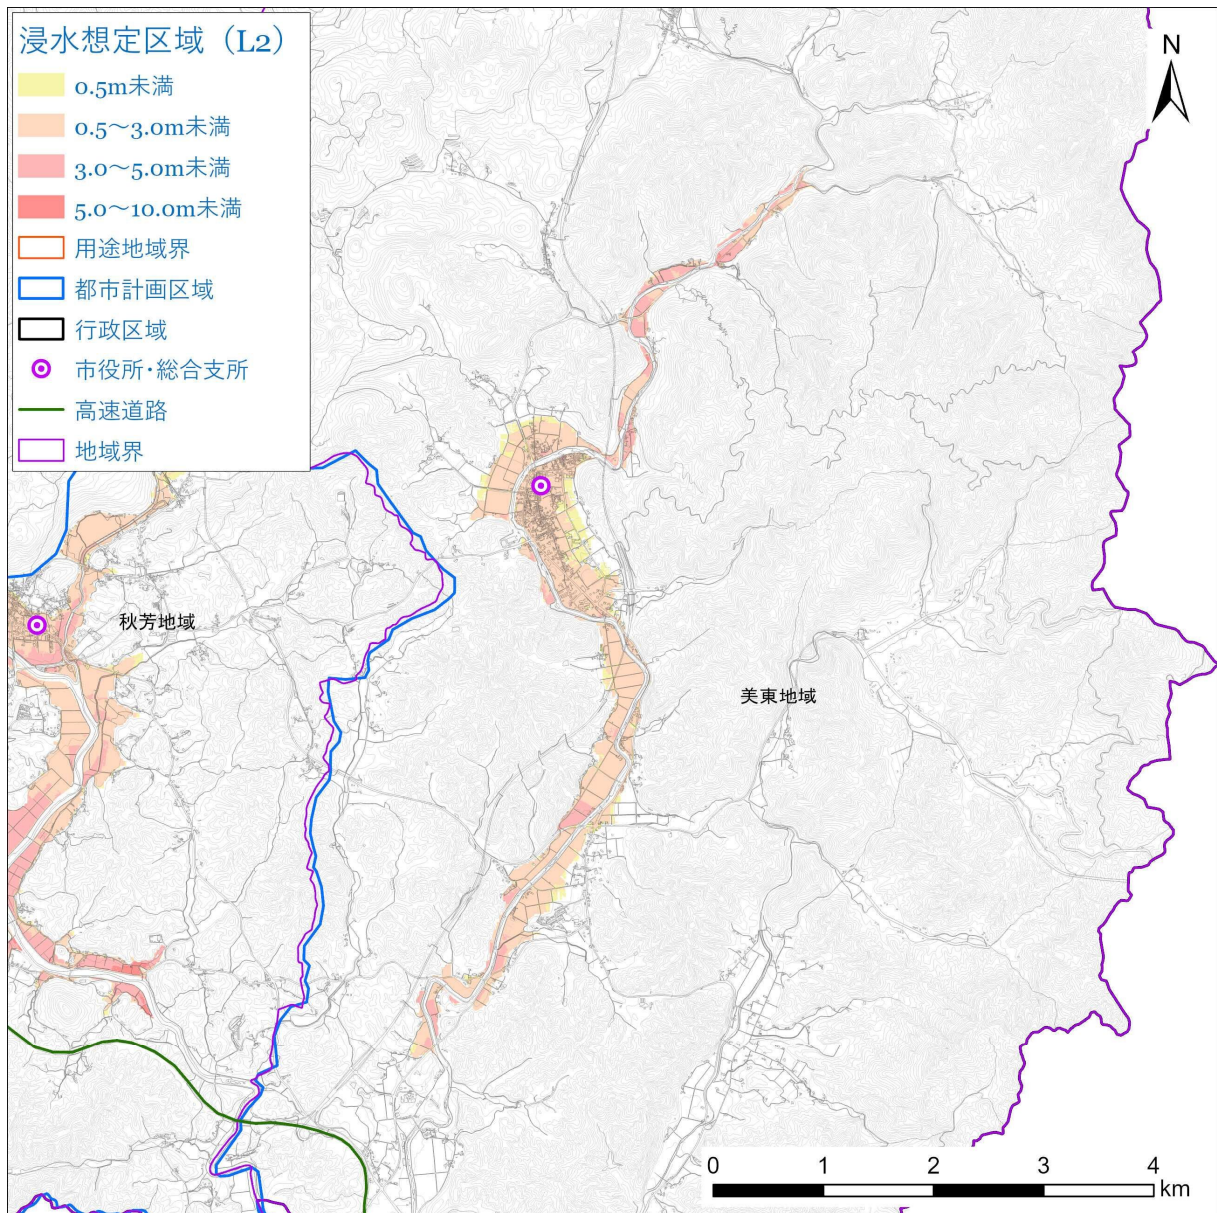 浸水想定区域（L2）
0.5m未満
0.5～3.0m未満
3.0～5.0m未満
5.0～10.0m未満
用途地域界
都市計画区域
行政区域
市役所・総合支所
高速道路
地域界
N
秋芳地域
美東地域
0 1 2 3 4
km